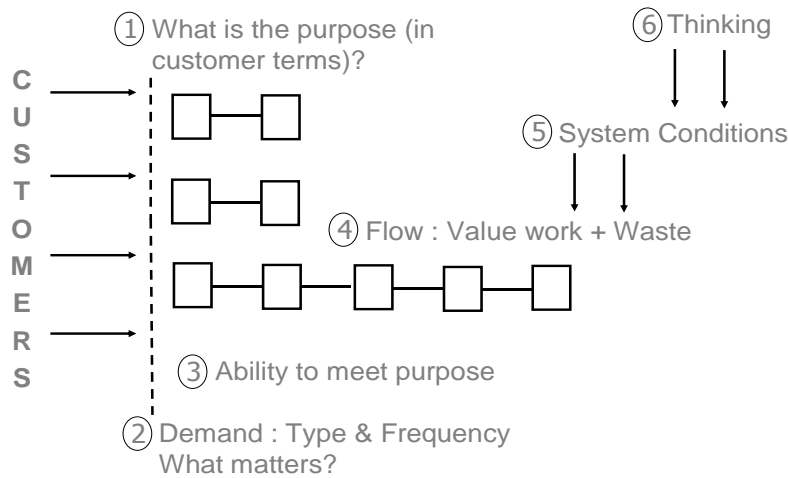 1 What is the purpose (in
customer terms)?
6 Thinking
CUSTOMERS
5 System Conditions
4 Flow : Value work + Waste
3 Ability to meet purpose
2 Demand : Type & Frequency
What matters?